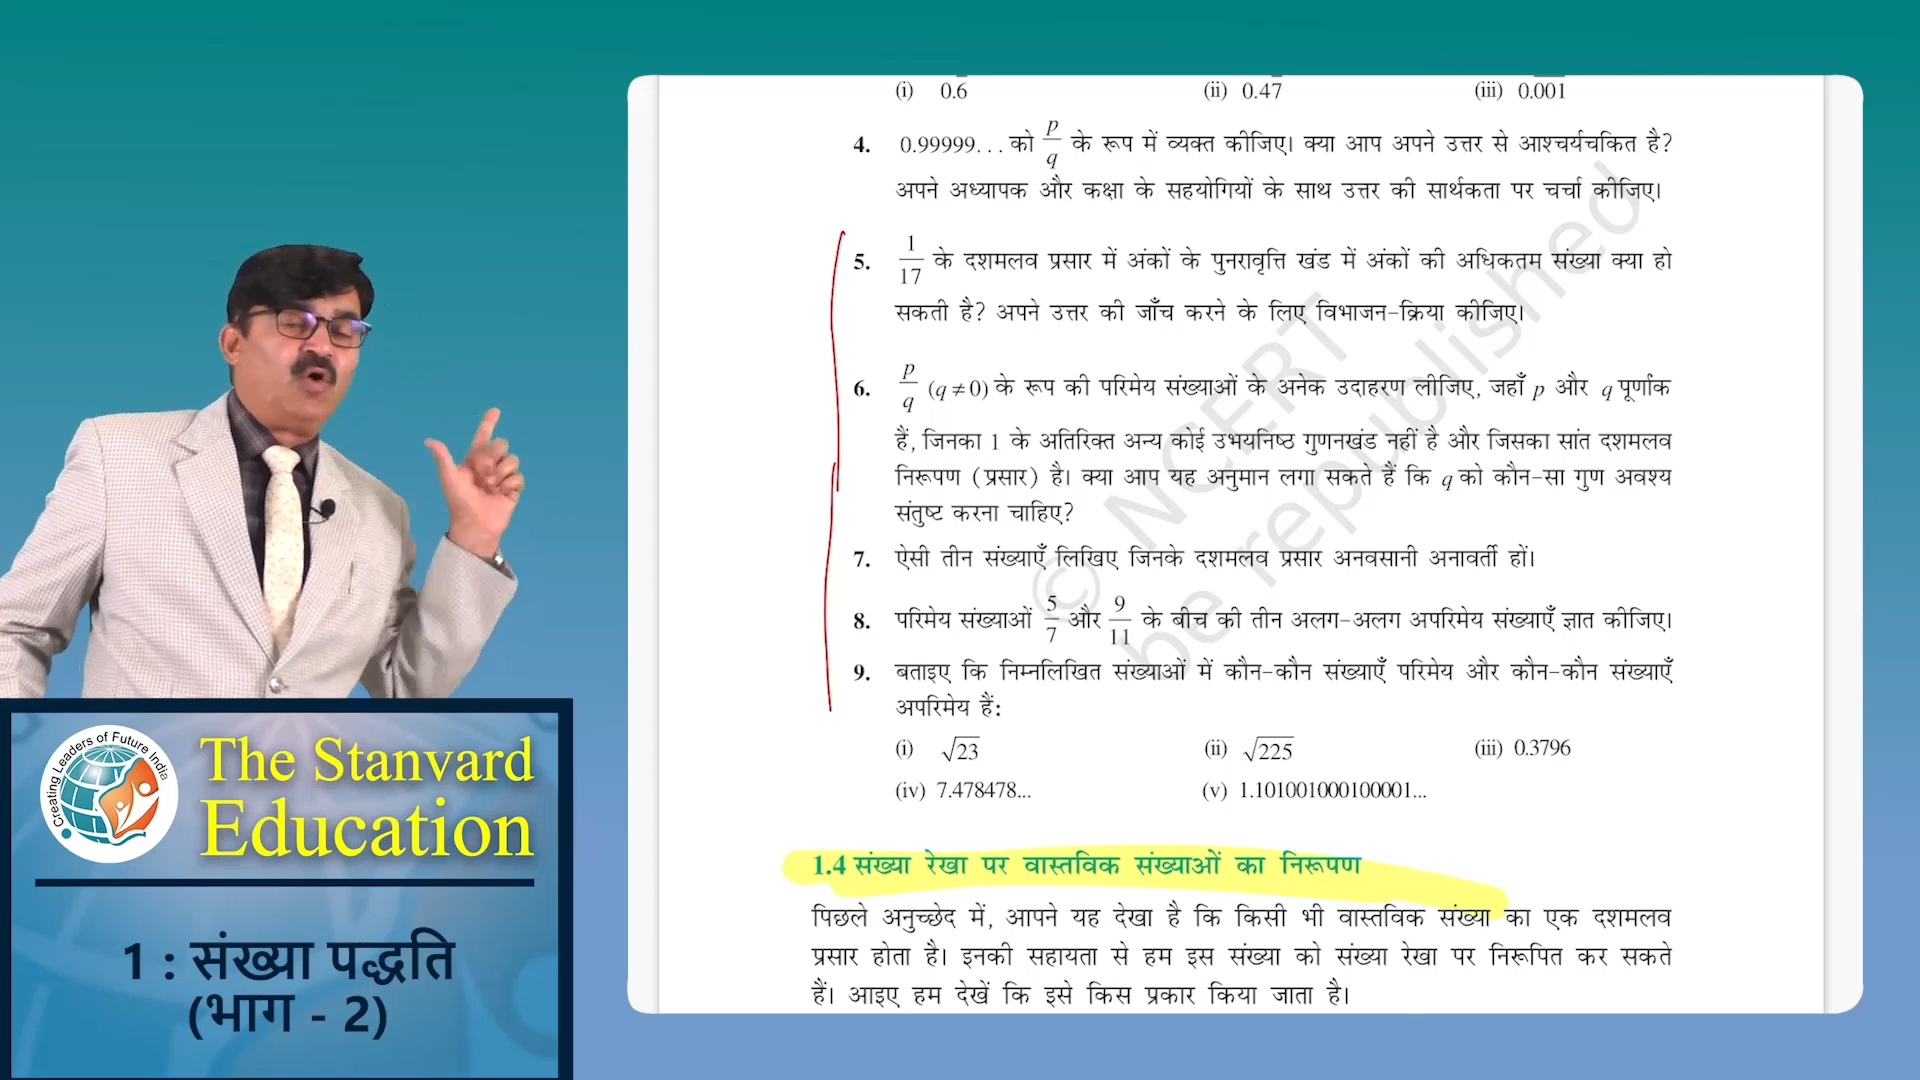 (i) 0.6 (ii) 0.47 (iii) 0.001
4. 0.99999. . . को p/q के रूप में व्यक्त कीजिए। क्या आप अपने उत्तर से आश्चर्यचकित है?
अपने अध्यापक और कक्षा के सहयोगियों के साथ उत्तर की सार्थकता पर चर्चा कीजिए।
5. 1/17 के दशमलव प्रसार में अंकों के पुनरावृत्ति खंड में अंकों की अधिकतम संख्या क्या हो
सकती है? अपने उत्तर की जाँच करने के लिए विभाजन-क्रिया कीजिए।
6. p/q (q ≠ 0) के रूप की परिमेय संख्याओं के अनेक उदाहरण लीजिए, जहाँ p और q पूर्णांक
हैं, जिनका 1 के अतिरिक्त अन्य कोई उभयनिष्ठ गुणनखंड नहीं है और जिसका सांत दशमलव
निरूपण (प्रसार) है। क्या आप यह अनुमान लगा सकते हैं कि q को कौन-सा गुण अवश्य
संतुष्ट करना चाहिए?
7. ऐसी तीन संख्याएँ लिखिए जिनके दशमलव प्रसार अनवसानी अनावर्ती हों।
8. परिमेय संख्याओं 5/7 और 9/11 के बीच की तीन अलग-अलग अपरिमेय संख्याएँ ज्ञात कीजिए।
9. बताइए कि निम्नलिखित संख्याओं में कौन-कौन संख्याएँ परिमेय और कौन-कौन संख्याएँ
अपरिमेय हैं:
(i) √23 (ii) √225 (iii) 0.3796
(iv) 7.478478... (v) 1.101001000100001...
1.4 संख्या रेखा पर वास्तविक संख्याओं का निरूपण
पिछले अनुच्छेद में, आपने यह देखा है कि किसी भी वास्तविक संख्या का एक दशमलव
प्रसार होता है। इनकी सहायता से हम इस संख्या को संख्या रेखा पर निरूपित कर सकते
हैं। आइए हम देखें कि इसे किस प्रकार किया जाता है।
© NCERT
be republished
Creating Leaders of Future India
The Stanvard
Education
1 : संख्या पद्धति
(भाग - 2)